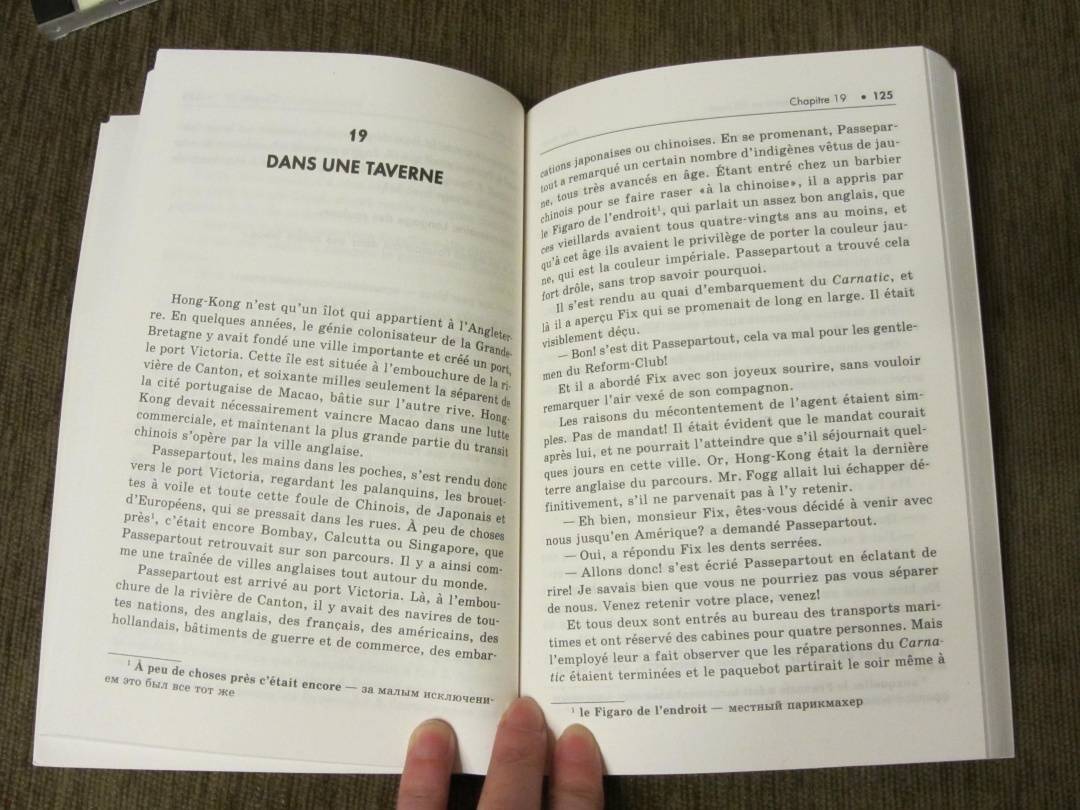 19
DANS UNE TAVERNE
Hong-Kong n'est qu'un îlot qui appartient à l'Angleter-
re. En quelques années, le génie colonisateur de la Grande-
Bretagne y avait fondé une ville importante et créé un port,
le port Victoria. Cette île est située à l'embouchure de la ri-
vière de Canton, et soixante milles seulement la séparent de
la cité portugaise de Macao, bâtie sur l'autre rive. Hong-
Kong devait nécessairement vaincre Macao dans une lutte
commerciale, et maintenant la plus grande partie du transit
chinois s'opère par la ville anglaise.
Passepartout, les mains dans les poches, s'est rendu donc
vers le port Victoria, regardant les palanquins, les brouet-
tes à voile et toute cette foule de Chinois, de Japonais et
d'Européens, qui se pressait dans les rues. À peu de choses
près¹, c'était encore Bombay, Calcutta ou Singapore, que
Passepartout retrouvait sur son parcours. Il y a ainsi com-
me une traînée de villes anglaises tout autour du monde.
Passepartout est arrivé au port Victoria. Là, à l'embou-
chure de la rivière de Canton, il y avait des navires de tou-
tes nations, des anglais, des français, des américains, des
hollandais, bâtiments de guerre et de commerce, des embar-
¹ À peu de choses près c'était encore — за малым исключени-
ем это был все тот же
Chapitre 19 • 125
cations japonaises ou chinoises. En se promenant, Passepar-
tout a remarqué un certain nombre d'indigènes vêtus de jau-
ne, tous très avancés en âge. Étant entré chez un barbier
chinois pour se faire raser «à la chinoise», il a appris par
le Figaro de l'endroit¹, qui parlait un assez bon anglais, que
ces vieillards avaient tous quatre-vingts ans au moins, et
qu'à cet âge ils avaient le privilège de porter la couleur jau-
ne, qui est la couleur impériale. Passepartout a trouvé cela
fort drôle, sans trop savoir pourquoi.
Il s'est rendu au quai d'embarquement du Carnatic, et
là il a aperçu Fix qui se promenait de long en large. Il était
visiblement déçu.
— Bon! s'est dit Passepartout, cela va mal pour les gentle-
men du Reform-Club!
Et il a abordé Fix avec son joyeux sourire, sans vouloir
remarquer l'air vexé de son compagnon.
Les raisons du mécontentement de l'agent étaient sim-
ples. Pas de mandat! Il était évident que le mandat courait
après lui, et ne pourrait l'atteindre que s'il séjournait quel-
ques jours en cette ville. Or, Hong-Kong était la dernière
terre anglaise du parcours. Mr. Fogg allait lui échapper dé-
finitivement, s'il ne parvenait pas à l'y retenir.
— Eh bien, monsieur Fix, êtes-vous décidé à venir avec
nous jusqu'en Amérique? a demandé Passepartout.
— Oui, a répondu Fix les dents serrées.
— Allons donc! s'est écrié Passepartout en éclatant de
rire! Je savais bien que vous ne pourriez pas vous séparer
de nous. Venez retenir votre place, venez!
Et tous deux sont entrés au bureau des transports mari-
times et ont réservé des cabines pour quatre personnes. Mais
l'employé leur a fait observer que les réparations du Carna-
tic étaient terminées et le paquebot partirait le soir même à
¹ le Figaro de l'endroit — местный парикмахер